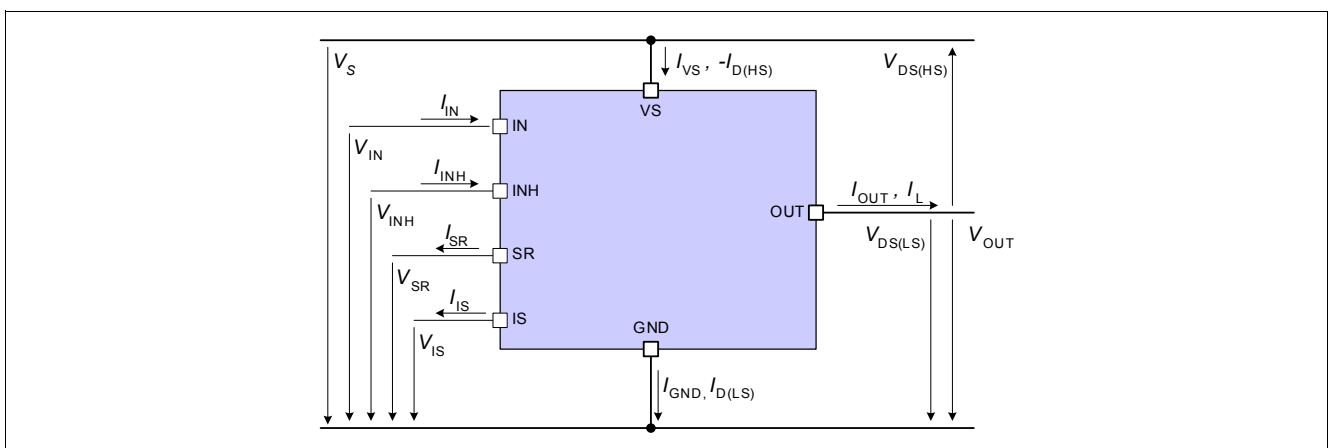 V_S
I_VS , -I_D(HS)
V_DS(HS)
VS
I_IN
IN
V_IN
I_INH
INH
V_INH
I_OUT , I_L
OUT
V_DS(LS)
V_OUT
I_SR
SR
V_SR
I_IS
IS
V_IS
GND
I_GND, I_D(LS)